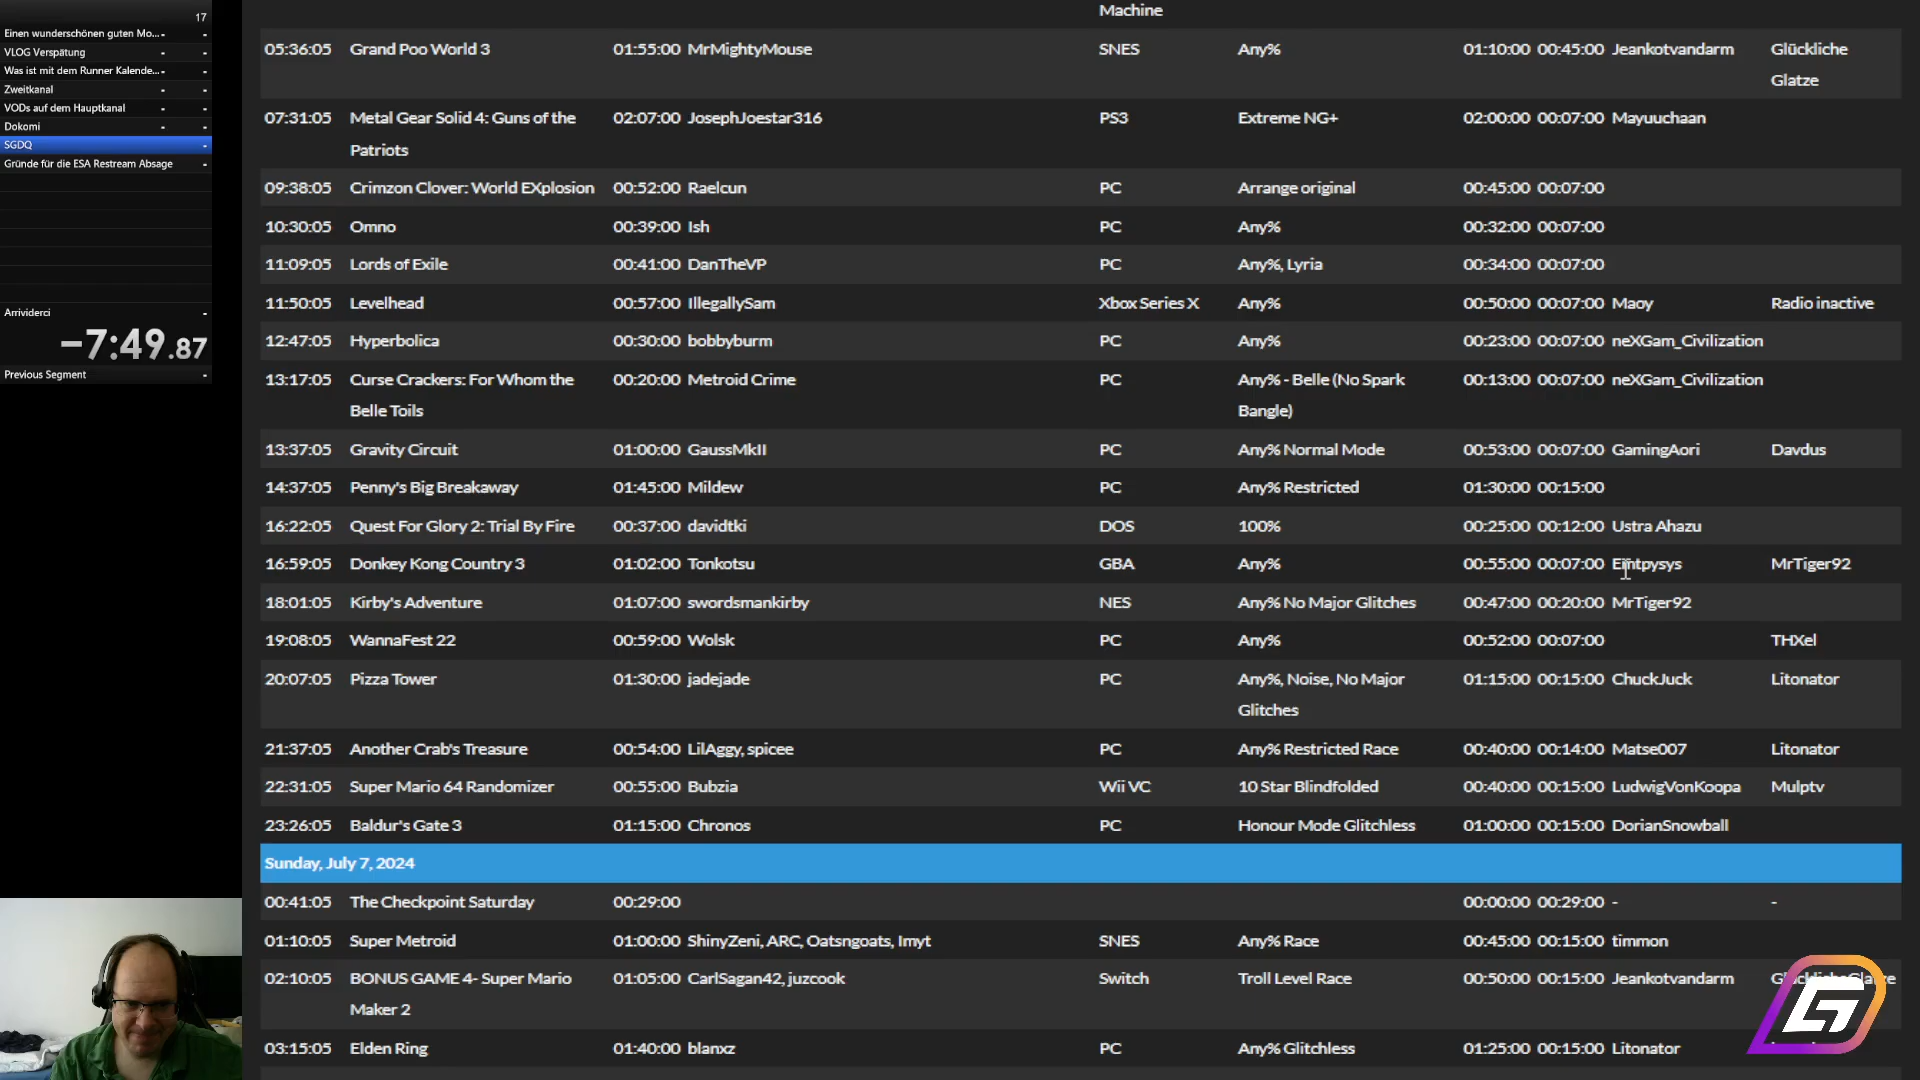 17
Einen wunderschönen guten Mo... - -
VLOG Verspätung - -
Was ist mit dem Runner Kalende... - -
Zweitkanal - -
VODs auf dem Hauptkanal - -
Dokomi - -
SGDQ -
Gründe für die ESA Restream Absage -
Arrividerci -
-7:49.87
Previous Segment -
Machine
05:36:05 Grand Poo World 3 01:55:00 MrMightyMouse SNES Any% 01:10:00 00:45:00 Jeankotvandarm Glückliche
Glatze
07:31:05 Metal Gear Solid 4: Guns of the 02:07:00 JosephJoestar316 PS3 Extreme NG+ 02:00:00 00:07:00 Mayuuchaan
Patriots
09:38:05 Crimzon Clover: World EXplosion 00:52:00 Raelcun PC Arrange original 00:45:00 00:07:00
10:30:05 Omno 00:39:00 Ish PC Any% 00:32:00 00:07:00
11:09:05 Lords of Exile 00:41:00 DanTheVP PC Any%, Lyria 00:34:00 00:07:00
11:50:05 Levelhead 00:57:00 IllegallySam Xbox Series X Any% 00:50:00 00:07:00 Maoy Radio inactive
12:47:05 Hyperbolica 00:30:00 bobbyburm PC Any% 00:23:00 00:07:00 neXGam_Civilization
13:17:05 Curse Crackers: For Whom the 00:20:00 Metroid Crime PC Any% - Belle (No Spark 00:13:00 00:07:00 neXGam_Civilization
Belle Toils Bangle)
13:37:05 Gravity Circuit 01:00:00 GaussMkII PC Any% Normal Mode 00:53:00 00:07:00 GamingAori Davdus
14:37:05 Penny's Big Breakaway 01:45:00 Mildew PC Any% Restricted 01:30:00 00:15:00
16:22:05 Quest For Glory 2: Trial By Fire 00:37:00 davidtki DOS 100% 00:25:00 00:12:00 Ustra Ahazu
16:59:05 Donkey Kong Country 3 01:02:00 Tonkotsu GBA Any% 00:55:00 00:07:00 MrTiger92
18:01:05 Kirby's Adventure 01:07:00 swordsmankirby NES Any% No Major Glitches 00:47:00 00:20:00 MrTiger92
19:08:05 WannaFest 22 00:59:00 Wolsk PC Any% 00:52:00 00:07:00 THXel
20:07:05 Pizza Tower 01:30:00 jadejade PC Any%, Noise, No Major 01:15:00 00:15:00 ChuckJuck Litonator
Glitches
21:37:05 Another Crab's Treasure 00:54:00 LilAggy, spicee PC Any% Restricted Race 00:40:00 00:14:00 Matse007 Litonator
22:31:05 Super Mario 64 Randomizer 00:55:00 Bubzia Wii VC 10 Star Blindfolded 00:40:00 00:15:00 LudwigVonKoopa Mulptv
23:26:05 Baldur's Gate 3 01:15:00 Chronos PC Honour Mode Glitchless 01:00:00 00:15:00 DorianSnowball
Sunday, July 7, 2024
00:41:05 The Checkpoint Saturday 00:29:00 00:00:00 00:29:00 - -
01:10:05 Super Metroid 01:00:00 ShinyZeni, ARC, Oatsngoats, Imyt SNES Any% Race 00:45:00 00:15:00 timmon
02:10:05 BONUS GAME 4- Super Mario 01:05:00 CarlSagan42, juzcook Switch Troll Level Race 00:50:00 00:15:00 Jeankotvandarm
Maker 2
03:15:05 Elden Ring 01:40:00 blanxz PC Any% Glitchless 01:25:00 00:15:00 Litonator